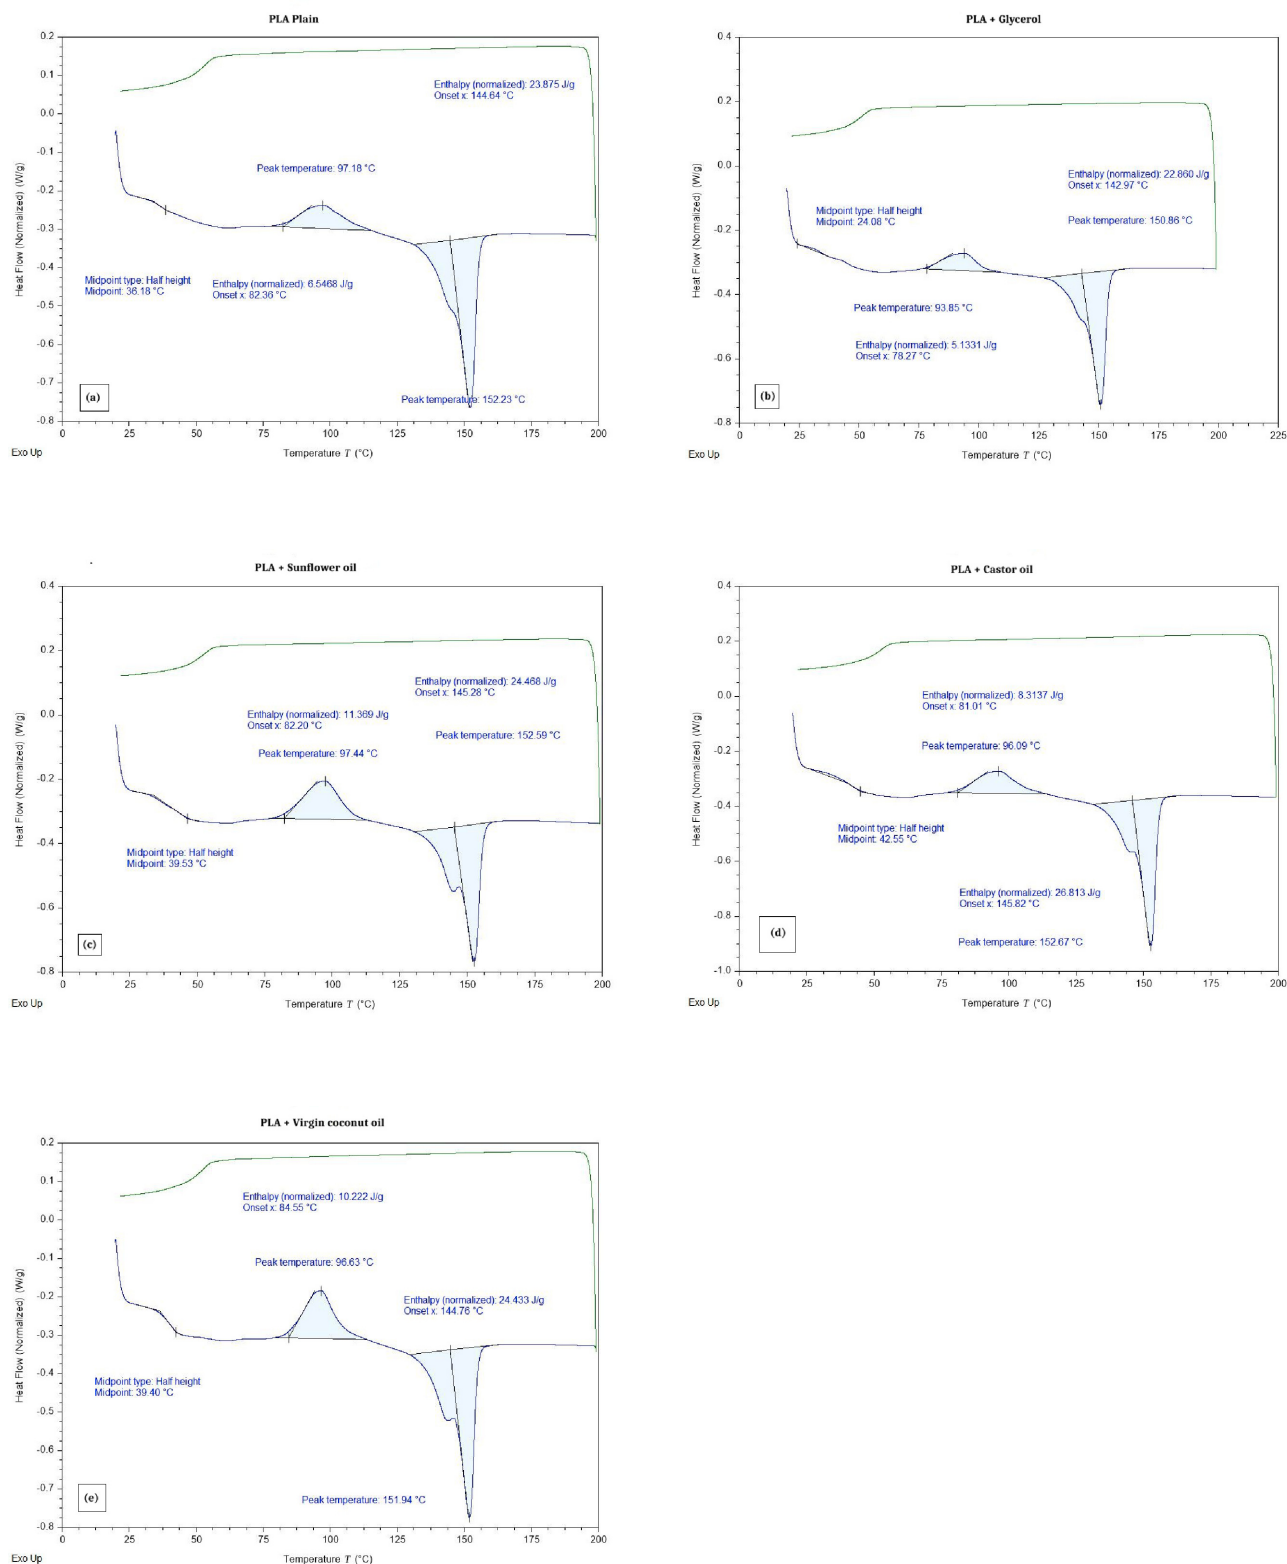 PLA Plain
0.2
0.1
0.0
-0.1
-0.2
-0.3
-0.4
-0.5
-0.6
-0.7
-0.8
Heat Flow (Normalized) (W/g)
Enthalpy (normalized): 23.875 J/g
Onset x: 144.64 °C
Peak temperature: 97.18 °C
Midpoint type: Half height
Midpoint: 36.18 °C
Enthalpy (normalized): 6.5468 J/g
Onset x: 82.36 °C
Peak temperature: 152.23 °C
(a)
0 25 50 75 100 125 150 175 200
Exo Up
Temperature T (°C)
PLA + Glycerol
0.4
0.2
0.0
-0.2
-0.4
-0.6
-0.8
Heat Flow (Normalized) (W/g)
Enthalpy (normalized): 22.860 J/g
Onset x: 142.97 °C
Midpoint type: Half height
Midpoint: 24.08 °C
Peak temperature: 150.86 °C
Peak temperature: 93.85 °C
Enthalpy (normalized): 5.1331 J/g
Onset x: 78.27 °C
(b)
0 25 50 75 100 125 150 175 200 225
Exo Up
Temperature T (°C)
PLA + Sunflower oil
0.4
0.2
0.0
-0.2
-0.4
-0.6
-0.8
Heat Flow (Normalized) (W/g)
Enthalpy (normalized): 24.468 J/g
Onset x: 145.28 °C
Enthalpy (normalized): 11.369 J/g
Onset x: 82.20 °C
Peak temperature: 152.59 °C
Peak temperature: 97.44 °C
Midpoint type: Half height
Midpoint: 39.53 °C
(c)
0 25 50 75 100 125 150 175 200
Exo Up
Temperature T (°C)
PLA + Castor oil
0.4
0.2
0.0
-0.2
-0.4
-0.6
-0.8
-1.0
Heat Flow (Normalized) (W/g)
Enthalpy (normalized): 8.3137 J/g
Onset x: 81.01 °C
Peak temperature: 96.09 °C
Midpoint type: Half height
Midpoint: 42.55 °C
Enthalpy (normalized): 26.813 J/g
Onset x: 145.82 °C
Peak temperature: 152.67 °C
(d)
0 25 50 75 100 125 150 175 200
Exo Up
Temperature T (°C)
PLA + Virgin coconut oil
0.2
0.1
0.0
-0.1
-0.2
-0.3
-0.4
-0.5
-0.6
-0.7
-0.8
Heat Flow (Normalized) (W/g)
Enthalpy (normalized): 10.222 J/g
Onset x: 84.55 °C
Peak temperature: 96.63 °C
Enthalpy (normalized): 24.433 J/g
Onset x: 144.76 °C
Midpoint type: Half height
Midpoint: 39.40 °C
Peak temperature: 151.94 °C
(e)
0 25 50 75 100 125 150 175 200
Exo Up
Temperature T (°C)